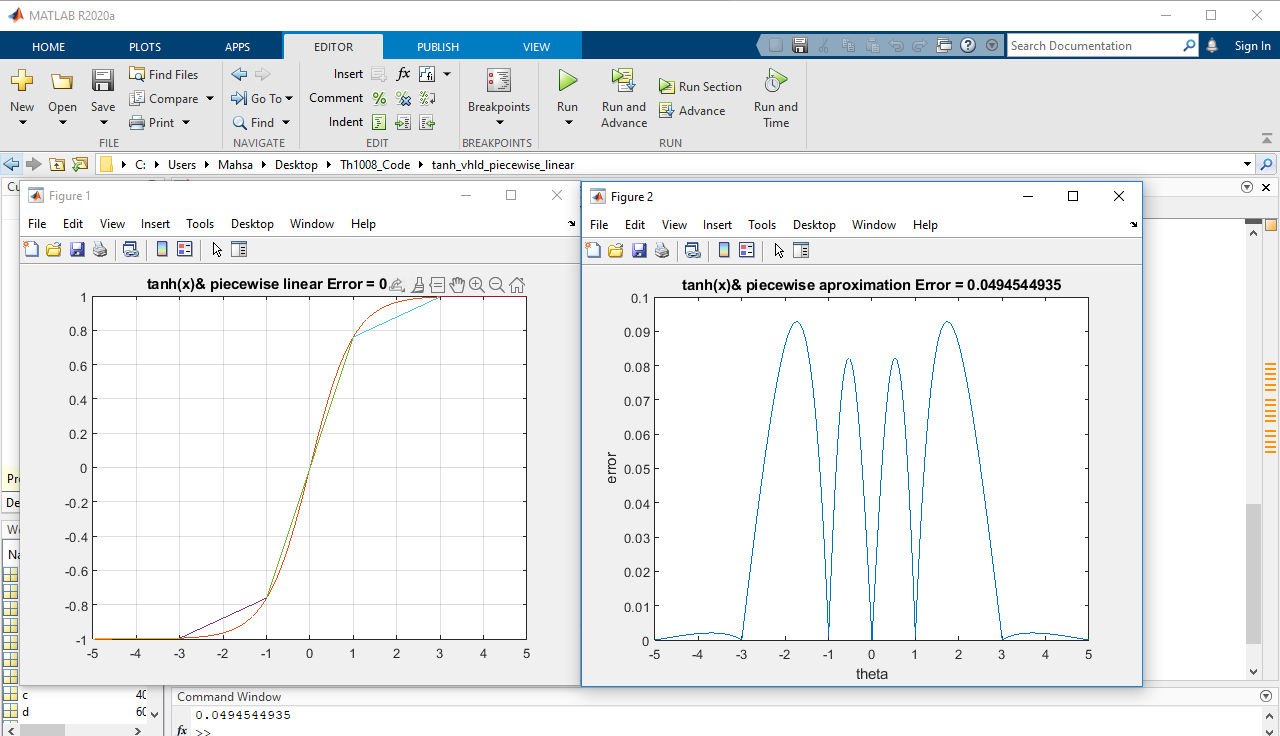 MATLAB R2020a
HOME PLOTS APPS EDITOR PUBLISH VIEW Search Documentation Sign In
New Open Save Find Files Compare Print
Go To Find
Insert fx
Comment
Indent
Breakpoints Run Run and Advance Run Section Advance Run and Time
FILE NAVIGATE EDIT BREAKPOINTS RUN
C: Users Mahsa Desktop Th1008_Code tanh_vhld_piecewise_linear
Cu
Figure 1
File Edit View Insert Tools Desktop Window Help
tanh(x)& piecewise linear Error = 0
1
0.8
0.6
0.4
0.2
0
-0.2
-0.4
-0.6
-0.8
-1
-5 -4 -3 -2 -1 0 1 2 3 4 5
Figure 2
File Edit View Insert Tools Desktop Window Help
tanh(x)& piecewise aproximation Error = 0.0494544935
0.1
0.09
0.08
0.07
0.06
0.05
0.04
0.03
0.02
0.01
0
error
-5 -4 -3 -2 -1 0 1 2 3 4 5
theta
De
Na
c 40
d 60
Command Window
0.0494544935
fx >>